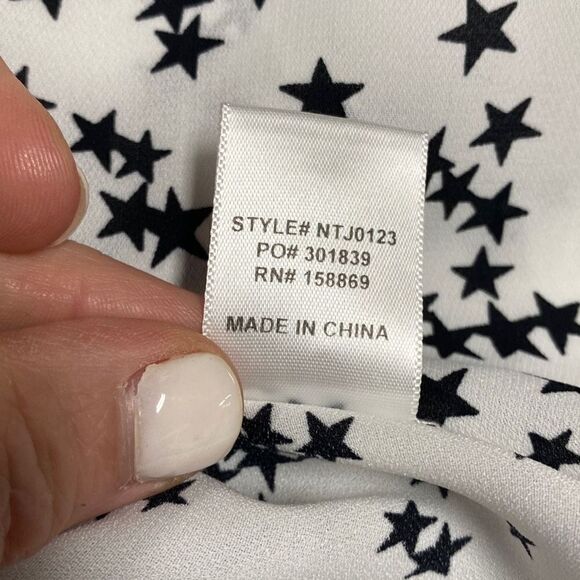 STYLE# NTJ0123
PO# 301839
RN# 158869
MADE IN CHINA